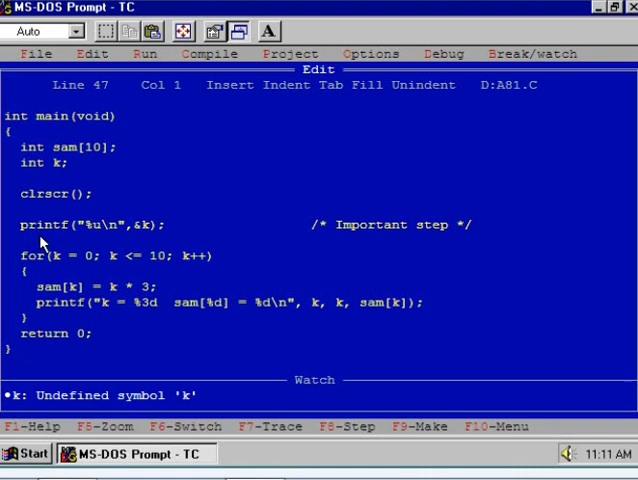 MS-DOS Prompt - TC
Auto
A
File Edit Run Compile Project Options Debug Break/watch
Edit
Line 47 Col 1 Insert Indent Tab Fill Unindent D:A81.C
int main(void)
{
int sam[10];
int k;
clrscr();
printf("%u\n",&k); /* Important step */
for(k = 0; k <= 10; k++)
{
sam[k] = k * 3;
printf("k = %3d sam[%d] = %d\n", k, k, sam[k]);
}
return 0;
}
Watch
•k: Undefined symbol 'k'
F1-Help F5-Zoom F6-Switch F7-Trace F8-Step F9-Make F10-Menu
Start MS-DOS Prompt - TC 11:11 AM